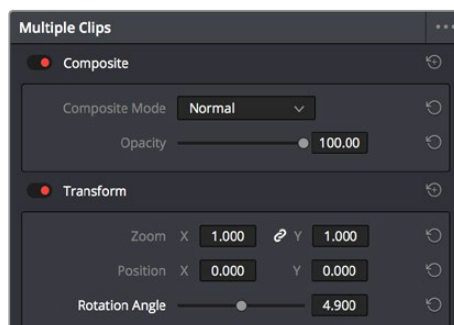 Multiple Clips
Composite
Composite Mode Normal
Opacity 100.00
Transform
Zoom X 1.000 Y 1.000
Position X 0.000 Y 0.000
Rotation Angle 4.900